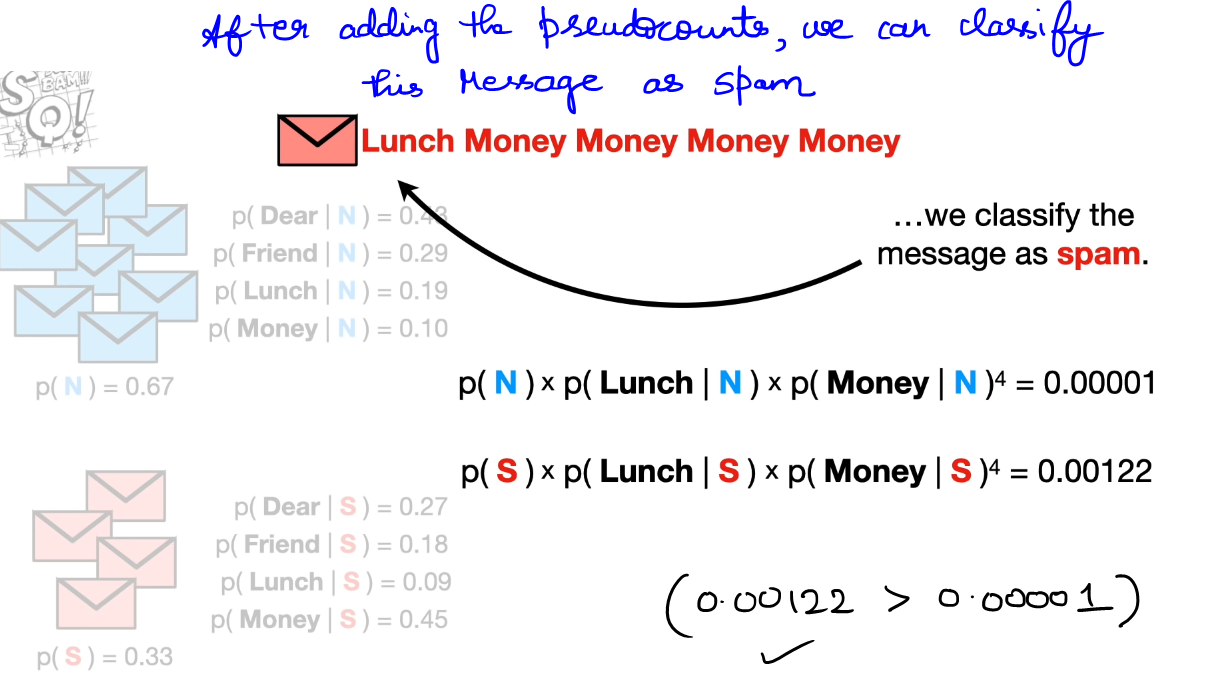 After adding the pseudocounts, we can classify
this Message as spam
S
BAM!!
Q!
Lunch Money Money Money Money
p( Dear | N ) = 0.43
p( Friend | N ) = 0.29
p( Lunch | N ) = 0.19
p( Money | N ) = 0.10
p( N ) = 0.67
...we classify the
message as spam.
p( N ) x p( Lunch | N ) x p( Money | N )⁴ = 0.00001
p( S ) x p( Lunch | S ) x p( Money | S )⁴ = 0.00122
p( Dear | S ) = 0.27
p( Friend | S ) = 0.18
p( Lunch | S ) = 0.09
p( Money | S ) = 0.45
p( S ) = 0.33
(0.00122 > 0.00001)